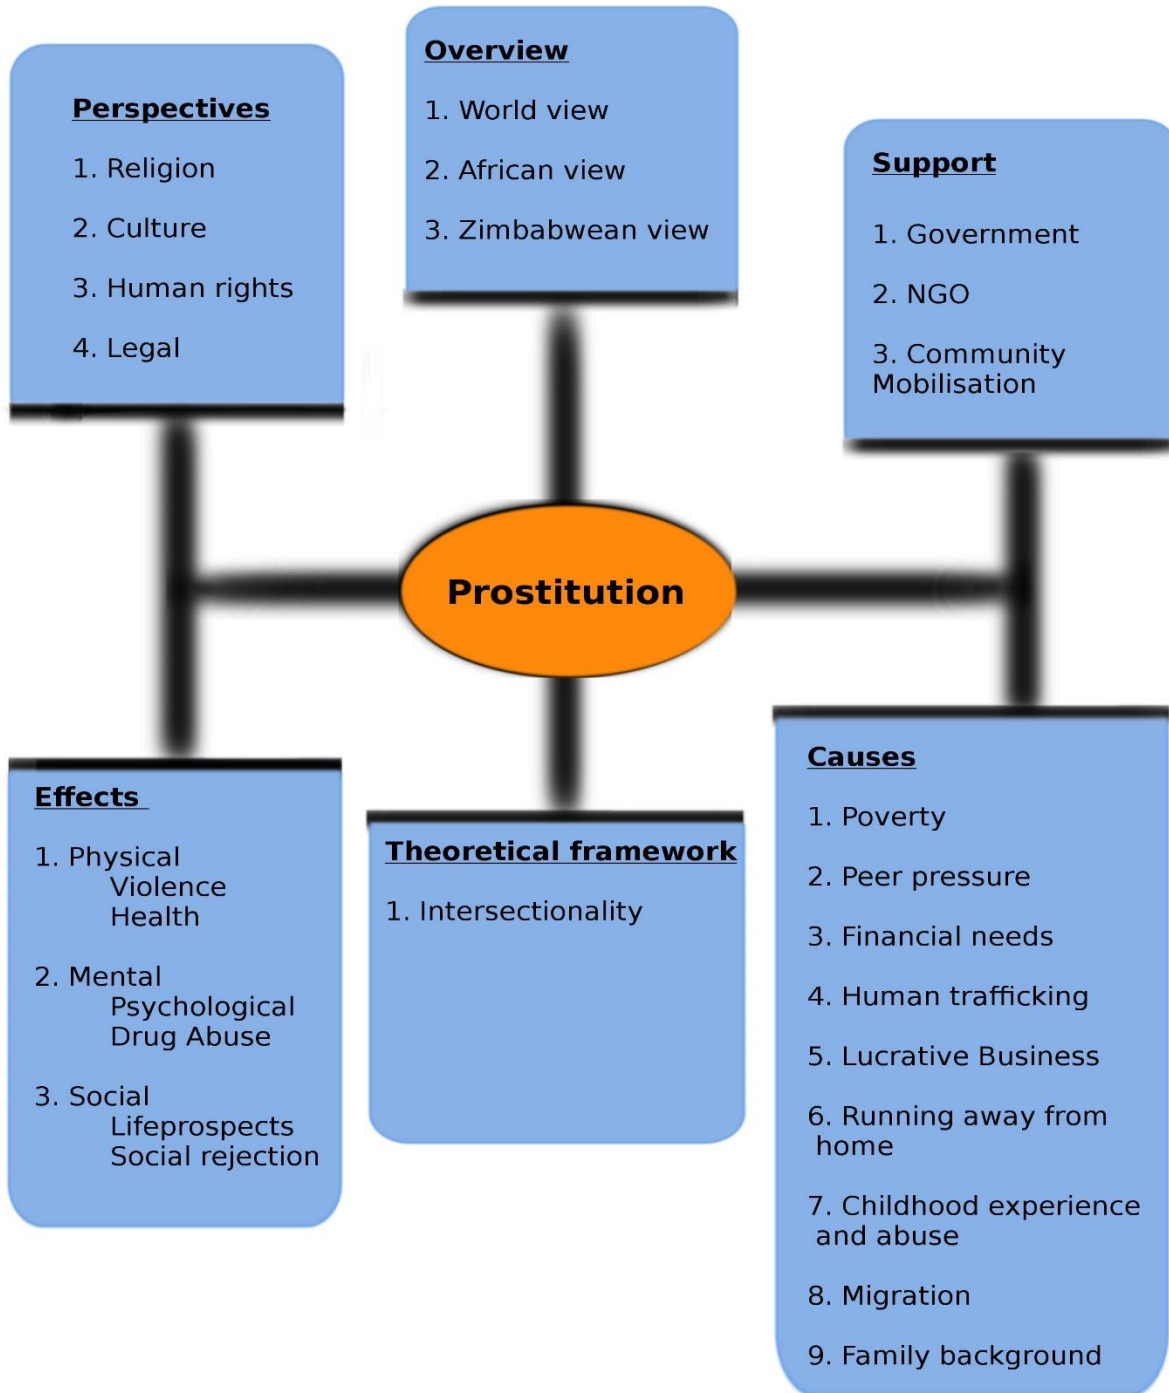 Perspectives
1. Religion
2. Culture
3. Human rights
4. Legal
Overview
1. World view
2. African view
3. Zimbabwean view
Support
1. Government
2. NGO
3. Community
Mobilisation
Prostitution
Effects
1. Physical
Violence
Health
2. Mental
Psychological
Drug Abuse
3. Social
Lifeprospects
Social rejection
Theoretical framework
1. Intersectionality
Causes
1. Poverty
2. Peer pressure
3. Financial needs
4. Human trafficking
5. Lucrative Business
6. Running away from
home
7. Childhood experience
and abuse
8. Migration
9. Family background